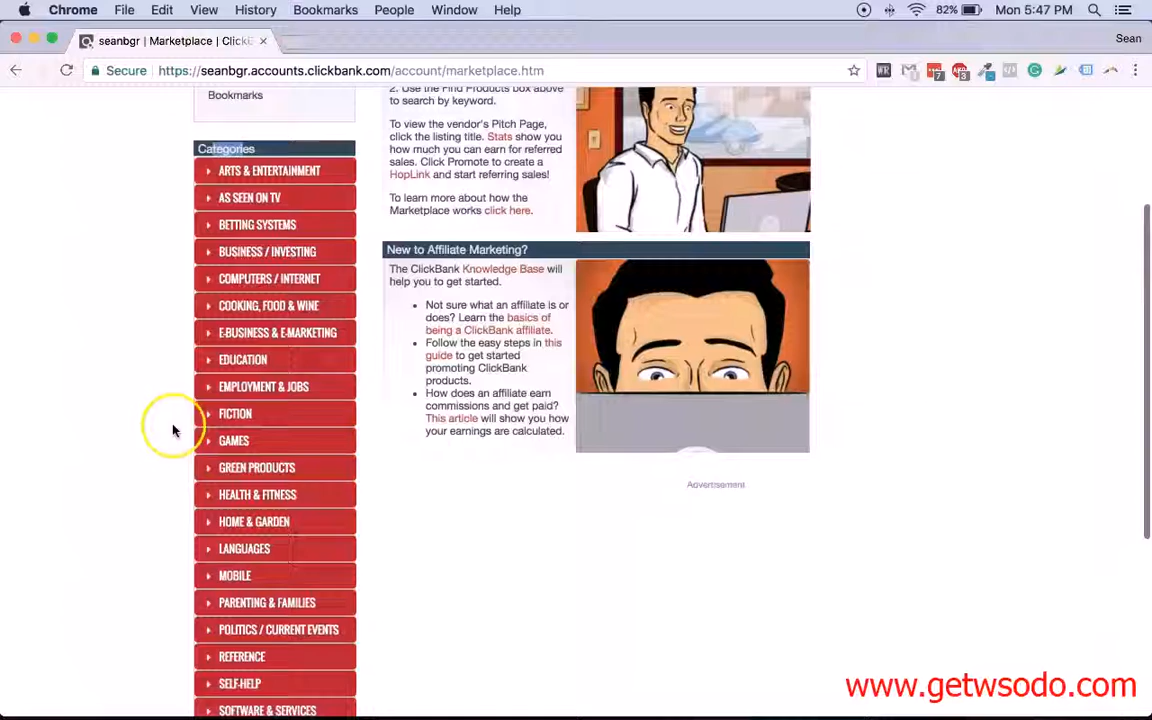 Chrome File Edit View History Bookmarks People Window Help 82% Mon 5:47 PM
seanbgr | Marketplace | ClickB Sean
Secure https://seanbgr.accounts.clickbank.com/account/marketplace.htm
Bookmarks
Categories
ARTS & ENTERTAINMENT
AS SEEN ON TV
BETTING SYSTEMS
BUSINESS / INVESTING
COMPUTERS / INTERNET
COOKING, FOOD & WINE
E-BUSINESS & E-MARKETING
EDUCATION
EMPLOYMENT & JOBS
FICTION
GAMES
GREEN PRODUCTS
HEALTH & FITNESS
HOME & GARDEN
LANGUAGES
MOBILE
PARENTING & FAMILIES
POLITICS / CURRENT EVENTS
REFERENCE
SELF-HELP
SOFTWARE & SERVICES
2. Use the Find Products box above
to search by keyword.
To view the vendor's Pitch Page,
click the listing title. Stats show you
how much you can earn for referred
sales. Click Promote to create a
HopLink and start referring sales!
To learn more about how the
Marketplace works click here.
New to Affiliate Marketing?
The ClickBank Knowledge Base will
help you to get started.
Not sure what an affiliate is or
does? Learn the basics of
being a ClickBank affiliate.
Follow the easy steps in this
guide to get started
promoting ClickBank
products.
How does an affiliate earn
commissions and get paid?
This article will show you how
your earnings are calculated.
Advertisement
www.getwsodo.com